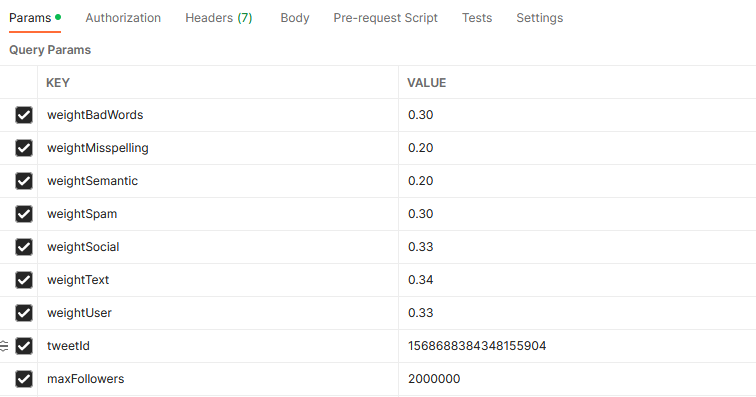 Params Authorization Headers (7) Body Pre-request Script Tests Settings
Query Params
KEY VALUE
weightBadWords 0.30
weightMisspelling 0.20
weightSemantic 0.20
weightSpam 0.30
weightSocial 0.33
weightText 0.34
weightUser 0.33
tweetId 1568688384348155904
maxFollowers 2000000